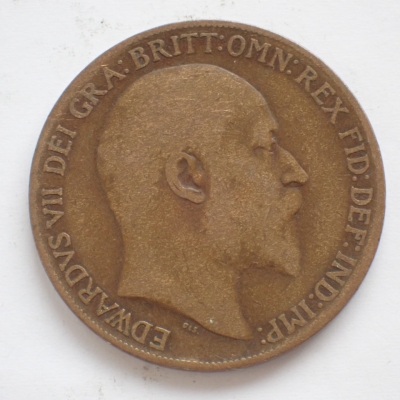 EDWARDVS VII DEI GRA: BRITT: OMN: REX FID: DEF: IND: IMP: